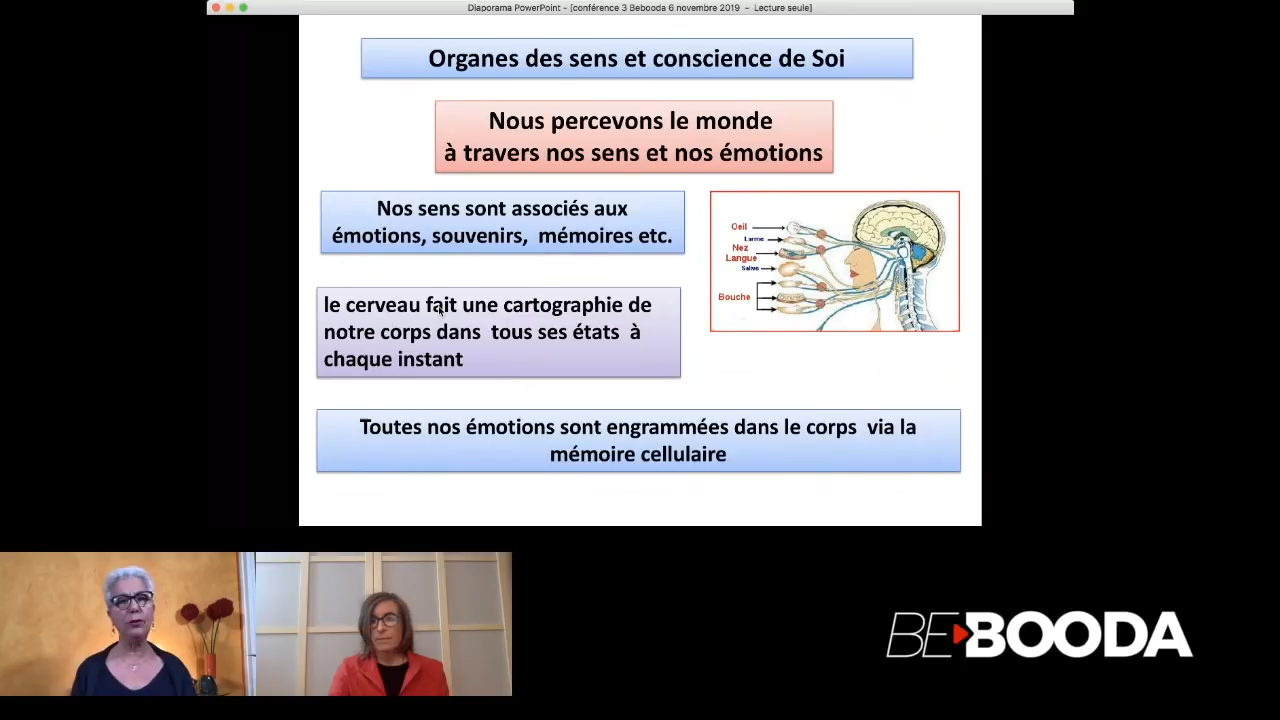 Diaporama PowerPoint - [conférence 3 Bebooda 6 novembre 2019 - Lecture seule]
Organes des sens et conscience de Soi
Nous percevons le monde
à travers nos sens et nos émotions
Nos sens sont associés aux
émotions, souvenirs, mémoires etc.
Oeil
Larme
Nez
Langue
Salive
Bouche
le cerveau fait une cartographie de
notre corps dans tous ses états à
chaque instant
Toutes nos émotions sont engrammées dans le corps via la
mémoire cellulaire
BEBOODA